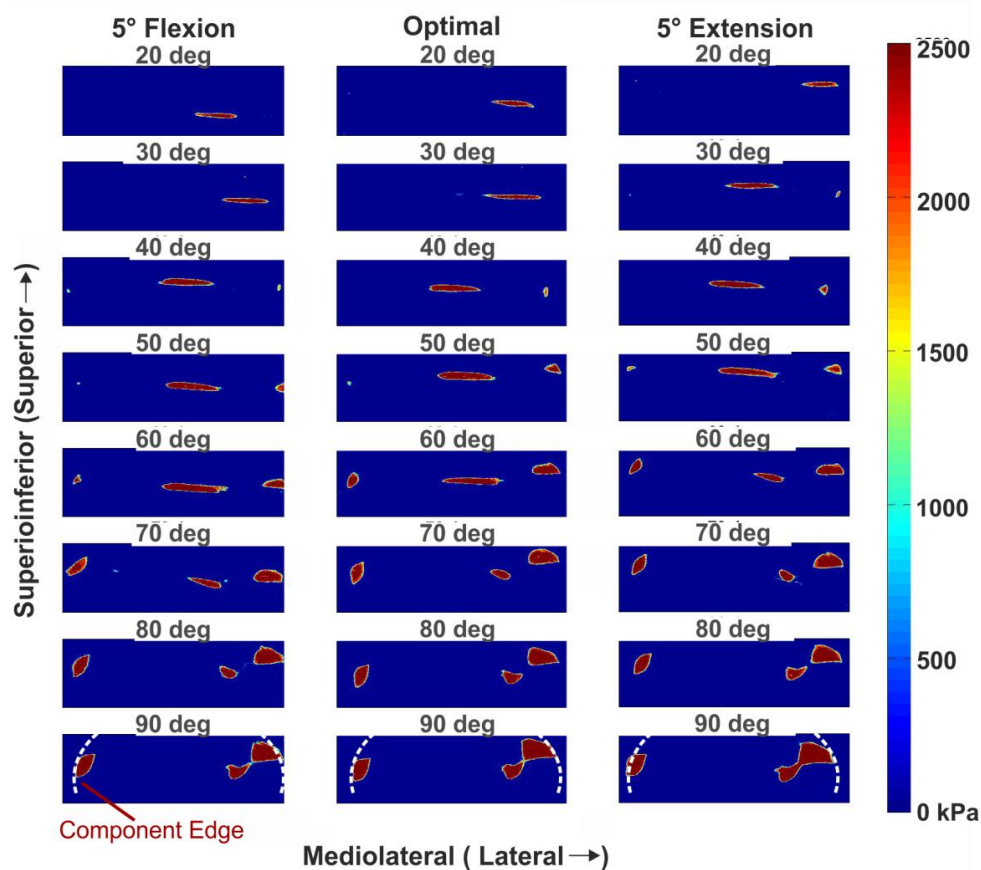 5° Flexion Optimal 5° Extension
20 deg 20 deg 20 deg
30 deg 30 deg 30 deg
40 deg 40 deg 40 deg
50 deg 50 deg 50 deg
60 deg 60 deg 60 deg
70 deg 70 deg 70 deg
80 deg 80 deg 80 deg
90 deg 90 deg 90 deg
Superioinferior (Superior →)
Component Edge
Mediolateral ( Lateral →)
2500
2000
1500
1000
500
0 kPa